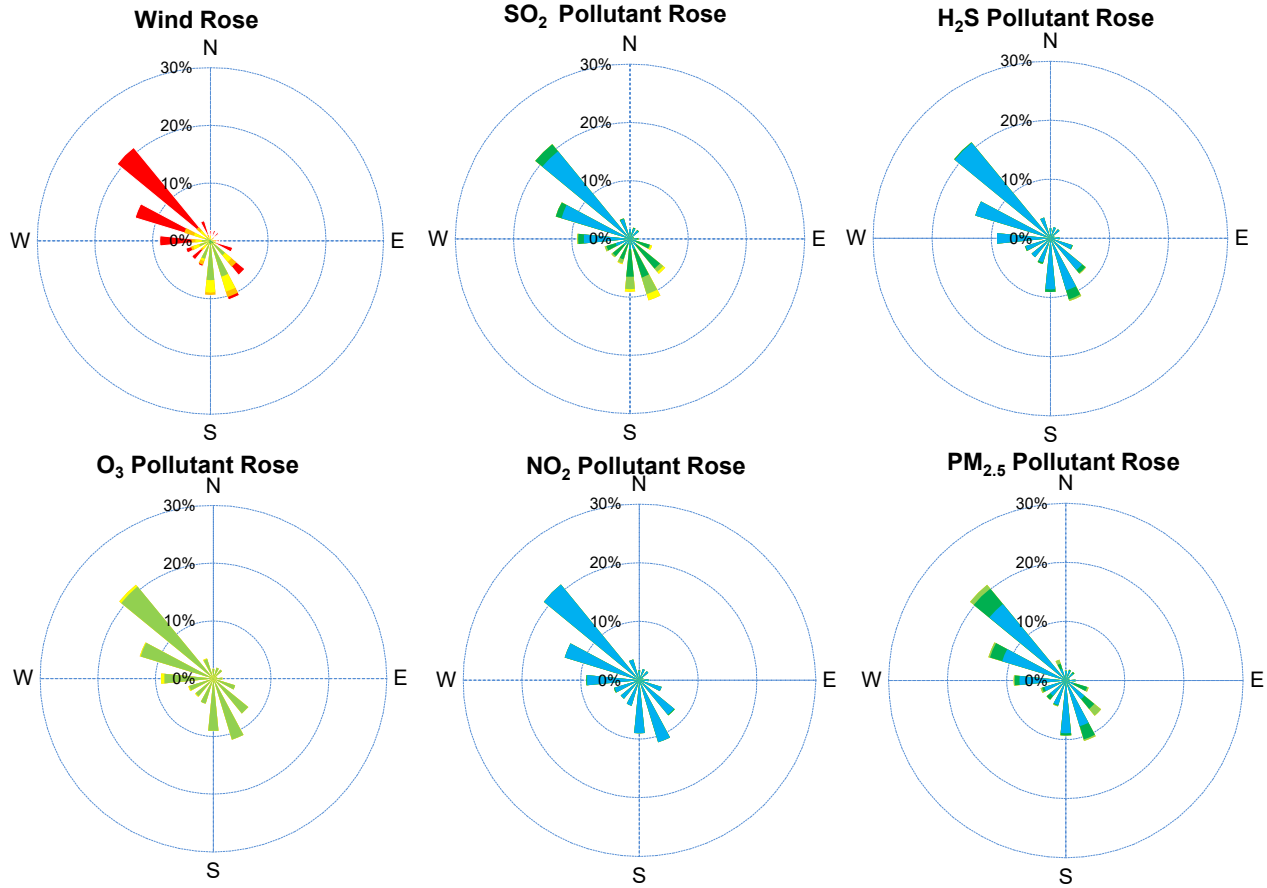 Wind Rose
N
30%
20%
10%
0%
W
E
S
SO₂ Pollutant Rose
N
30%
20%
10%
0%
W
E
S
H₂S Pollutant Rose
N
30%
20%
10%
0%
W
E
S
O₃ Pollutant Rose
N
30%
20%
10%
0%
W
E
S
NO₂ Pollutant Rose
N
30%
20%
10%
0%
W
E
S
PM₂.₅ Pollutant Rose
N
30%
20%
10%
0%
W
E
S